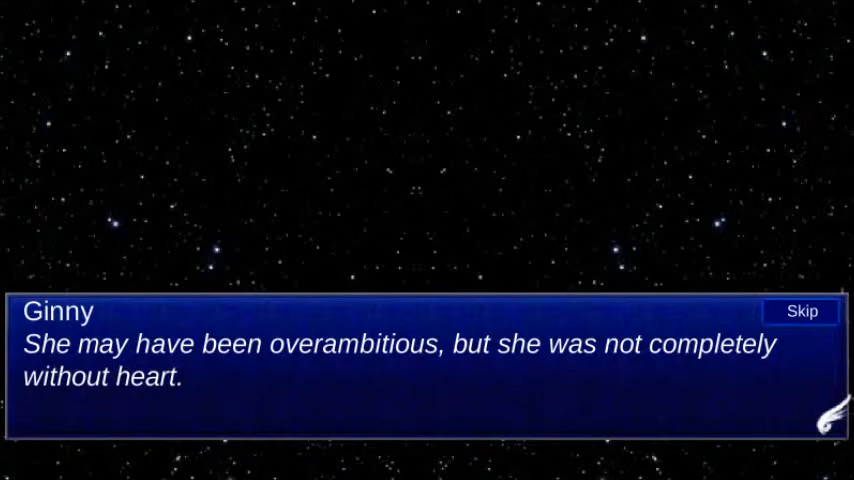 Ginny
Skip
She may have been overambitious, but she was not completely
without heart.